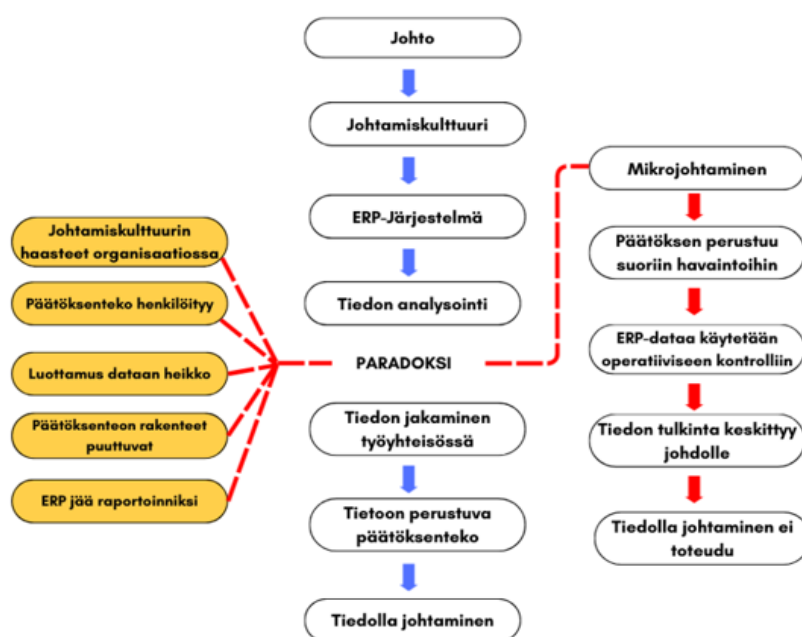 Johto
Johtamiskulttuuri
ERP-Järjestelmä
Tiedon analysointi
PARADOKSI
Tiedon jakaminen
työyhteisössä
Tietoon perustuva
päätöksenteko
Tiedolla johtaminen
Johtamiskulttuurin
haasteet organisaatiossa
Päätöksenteko henkilöityy
Luottamus dataan heikko
Päätöksenteon rakenteet
puuttuvat
ERP jää raportoinniksi
Mikrojohtaminen
Päätöksen perustuu
suoriin havaintoihin
ERP-dataa käytetään
operatiiviseen kontrolliin
Tiedon tulkinta keskittyy
johdolle
Tiedolla johtaminen ei
toteudu